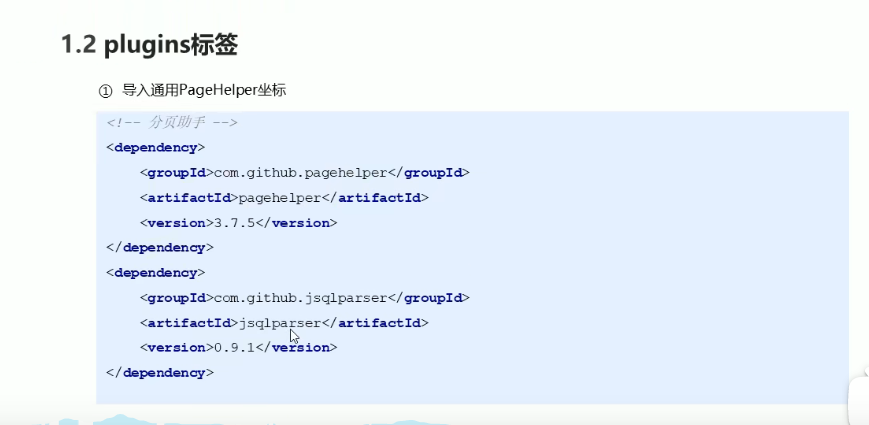 1.2 plugins标签
① 导入通用PageHelper坐标
<!-- 分页助手 -->
<dependency>
<groupId>com.github.pagehelper</groupId>
<artifactId>pagehelper</artifactId>
<version>3.7.5</version>
</dependency>
<dependency>
<groupId>com.github.jsqlparser</groupId>
<artifactId>jsqlparser</artifactId>
<version>0.9.1</version>
</dependency>